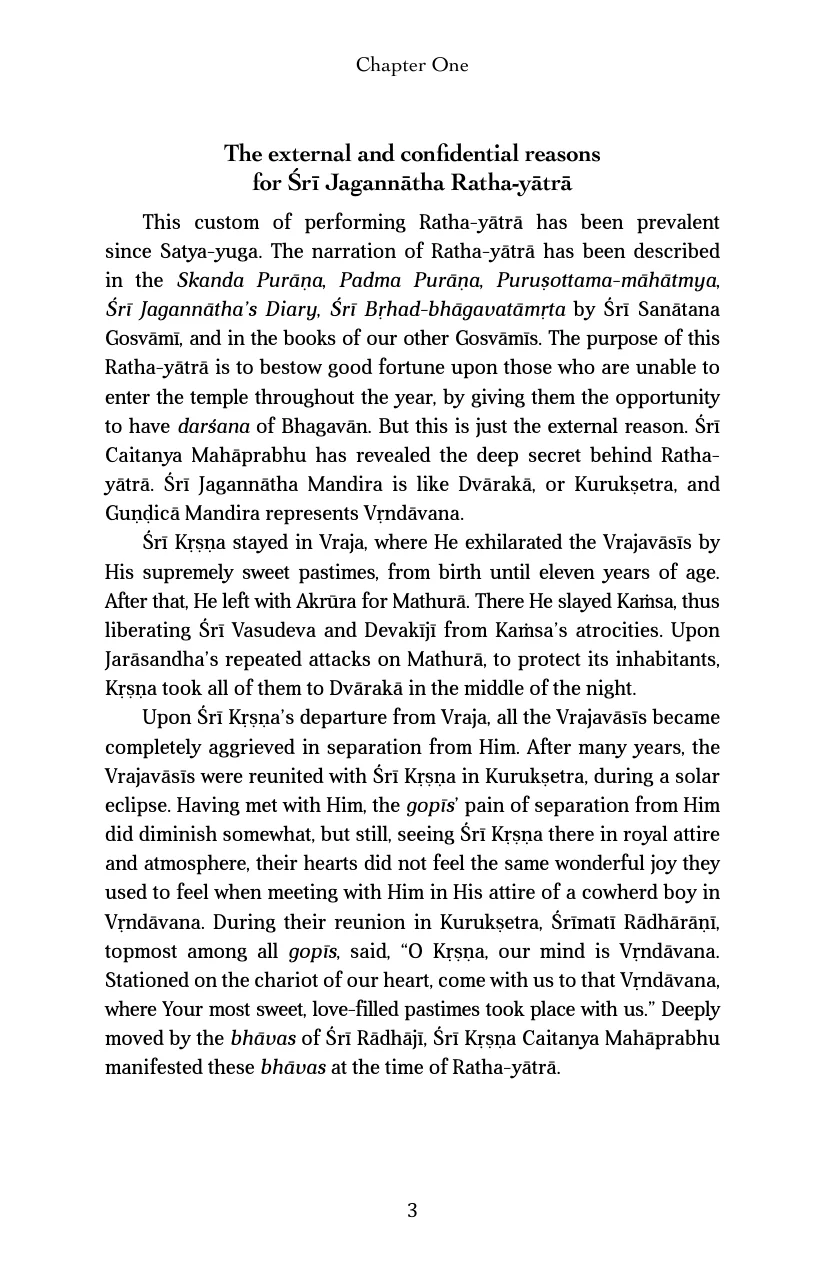 Chapter One
The external and confidential reasons
for Śrī Jagannātha Ratha-yātrā
This custom of performing Ratha-yātrā has been prevalent
since Satya-yuga. The narration of Ratha-yātrā has been described
in the Skanda Purāṇa, Padma Purāṇa, Puruṣottama-māhātmya,
Śrī Jagannātha’s Diary, Śrī Bṛhad-bhāgavatāmṛta by Śrī Sanātana
Gosvāmī, and in the books of our other Gosvāmīs. The purpose of this
Ratha-yātrā is to bestow good fortune upon those who are unable to
enter the temple throughout the year, by giving them the opportunity
to have darśana of Bhagavān. But this is just the external reason. Śrī
Caitanya Mahāprabhu has revealed the deep secret behind Ratha-
yātrā. Śrī Jagannātha Mandira is like Dvārakā, or Kurukṣetra, and
Guṇḍicā Mandira represents Vṛndāvana.
Śrī Kṛṣṇa stayed in Vraja, where He exhilarated the Vrajavāsīs by
His supremely sweet pastimes, from birth until eleven years of age.
After that, He left with Akrūra for Mathurā. There He slayed Kaṁsa, thus
liberating Śrī Vasudeva and Devakījī from Kaṁsa’s atrocities. Upon
Jarāsandha’s repeated attacks on Mathurā, to protect its inhabitants,
Kṛṣṇa took all of them to Dvārakā in the middle of the night.
Upon Śrī Kṛṣṇa’s departure from Vraja, all the Vrajavāsīs became
completely aggrieved in separation from Him. After many years, the
Vrajavāsīs were reunited with Śrī Kṛṣṇa in Kurukṣetra, during a solar
eclipse. Having met with Him, the gopīs’ pain of separation from Him
did diminish somewhat, but still, seeing Śrī Kṛṣṇa there in royal attire
and atmosphere, their hearts did not feel the same wonderful joy they
used to feel when meeting with Him in His attire of a cowherd boy in
Vṛndāvana. During their reunion in Kurukṣetra, Śrīmatī Rādhārāṇī,
topmost among all gopīs, said, “O Kṛṣṇa, our mind is Vṛndāvana.
Stationed on the chariot of our heart, come with us to that Vṛndāvana,
where Your most sweet, love-filled pastimes took place with us.” Deeply
moved by the bhāvas of Śrī Rādhājī, Śrī Kṛṣṇa Caitanya Mahāprabhu
manifested these bhāvas at the time of Ratha-yātrā.
3